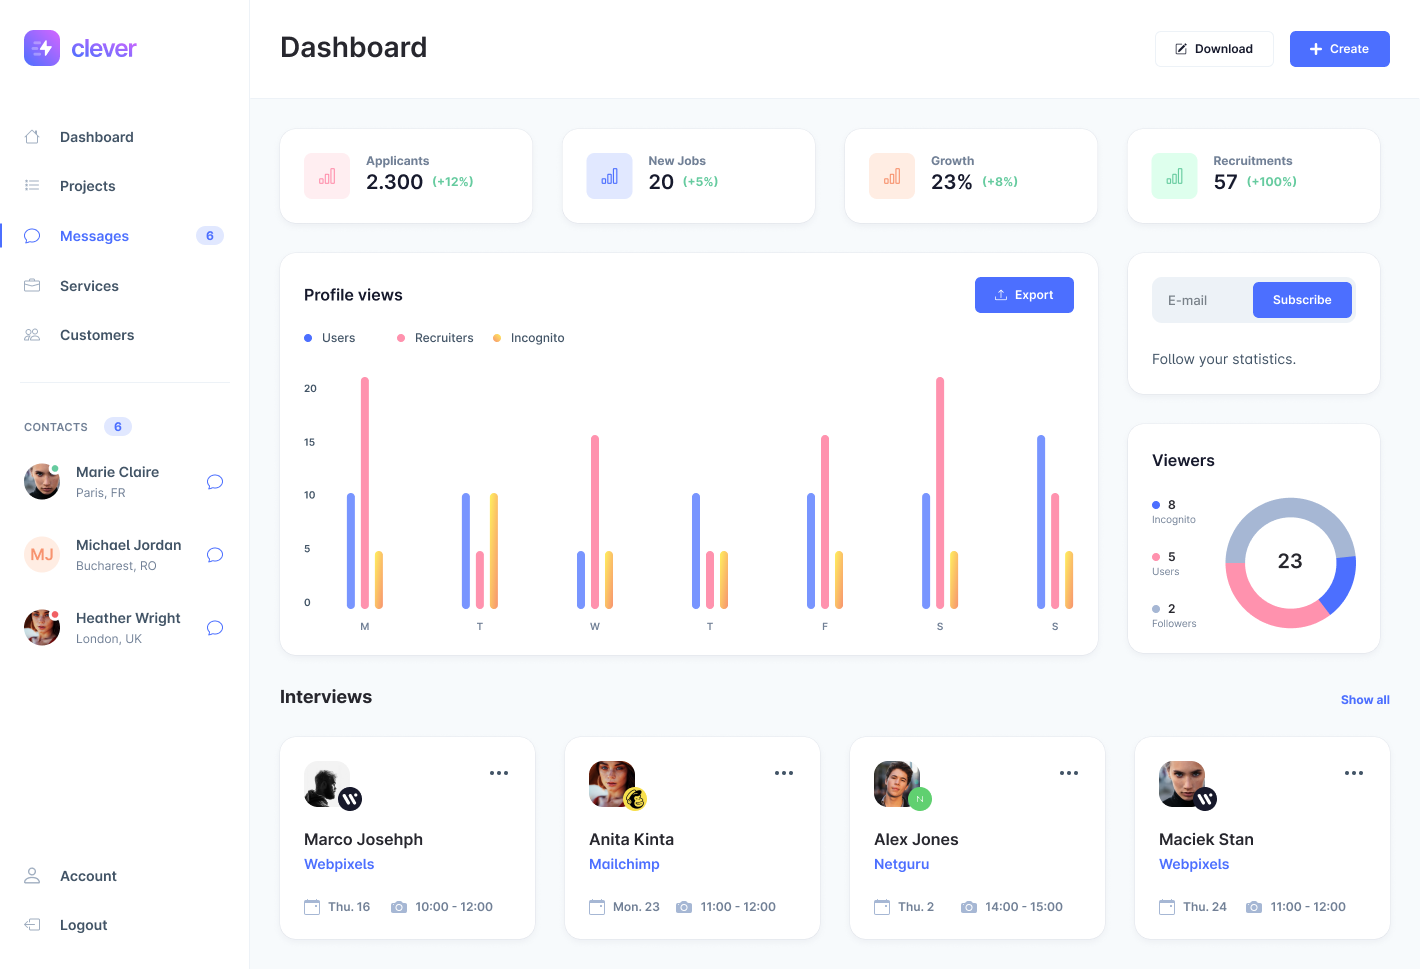 clever
Dashboard
Projects
Messages 6
Services
Customers
CONTACTS 6
Marie Claire
Paris, FR
MJ
Michael Jordan
Bucharest, RO
Heather Wright
London, UK
Account
Logout
Dashboard
Download
Create
Applicants
2.300 (+12%)
New Jobs
20 (+5%)
Growth
23% (+8%)
Recruitments
57 (+100%)
Profile views
Export
Users Recruiters Incognito
20
15
10
5
0
M T W T F S S
E-mail
Subscribe
Follow your statistics.
Viewers
8
Incognito
5
Users
2
Followers
23
Interviews
Show all
Marco Josehph
Webpixels
Thu. 16 10:00 - 12:00
Anita Kinta
Mailchimp
Mon. 23 11:00 - 12:00
N
Alex Jones
Netguru
Thu. 2 14:00 - 15:00
Maciek Stan
Webpixels
Thu. 24 11:00 - 12:00